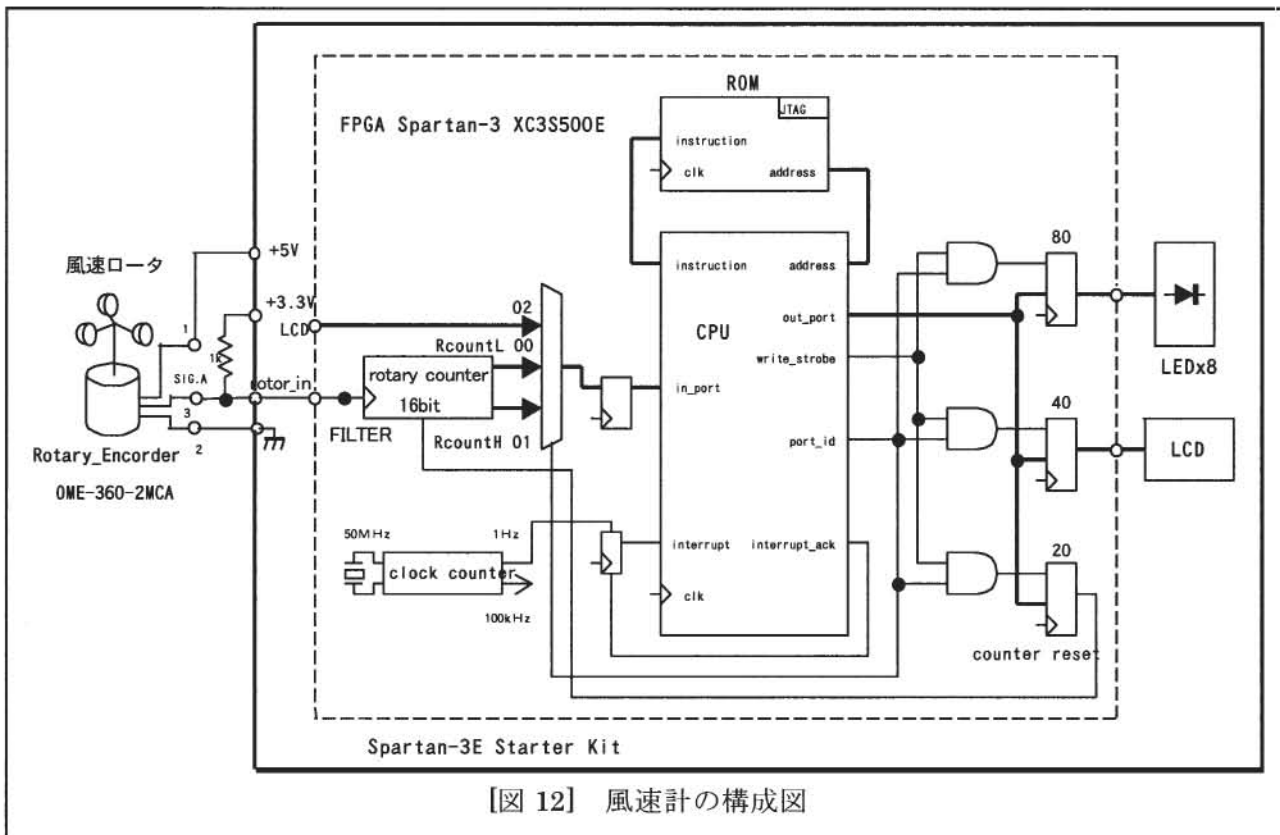 ROM
JTAG
FPGA Spartan-3 XC3S500E
instruction
clk
address
80
+5V
風速ロータ
instruction
address
+3.3V
LCD
02
out_port
CPU
1
1k
RcountL 00
write_strobe
LEDx8
SIG.A
rotor_in
rotary counter
in_port
40
16bit
3
FILTER
port_id
LCD
2
RcountH 01
Rotary_Encorder
OME-360-2MCA
50MHz
1Hz
interrupt
interrupt_ack
20
clock counter
clk
100kHz
counter reset
Spartan-3E Starter Kit
[図 12] 風速計の構成図